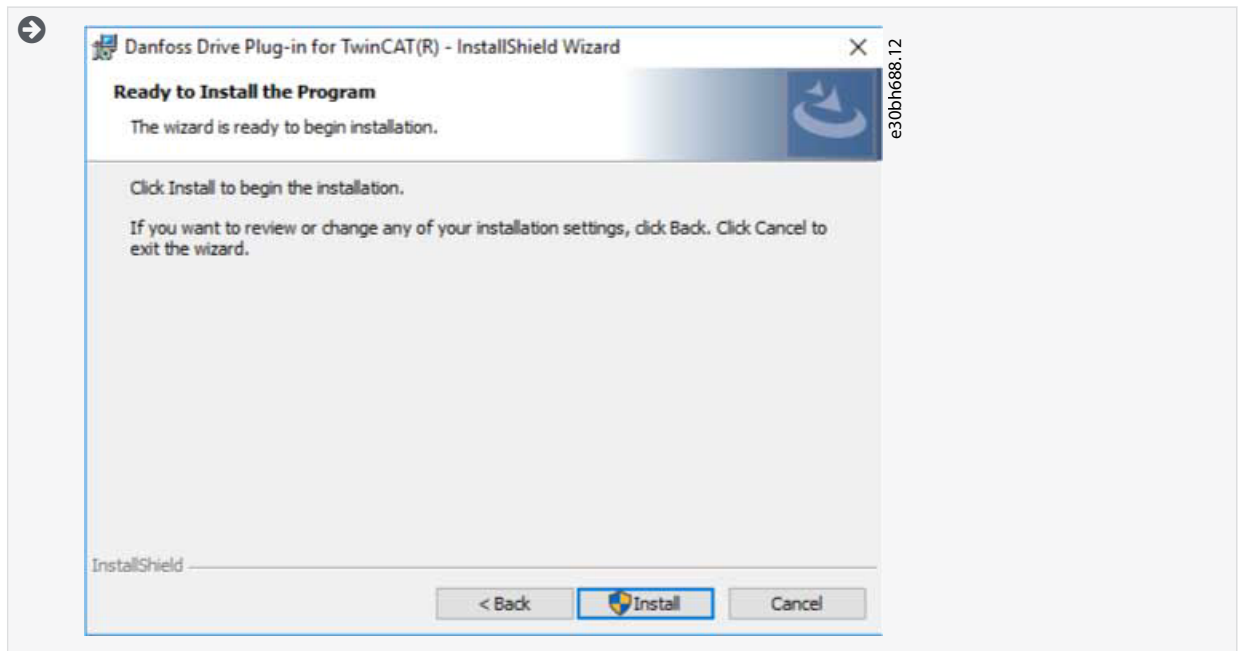 Danfoss Drive Plug-in for TwinCAT(R) - InstallShield Wizard
Ready to Install the Program
The wizard is ready to begin installation.
Click Install to begin the installation.
If you want to review or change any of your installation settings, click Back. Click Cancel to
exit the wizard.
InstallShield
< Back
Install
Cancel
e30bh688.12